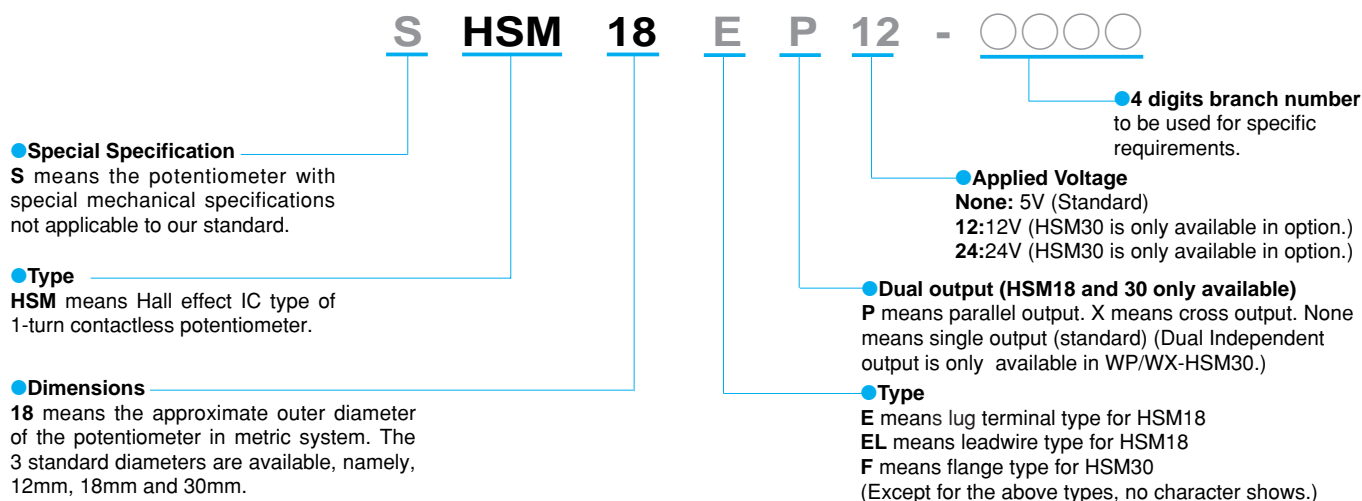 S HSM 18 E P 12 - ○○○○
●4 digits branch number
to be used for specific
requirements.
●Special Specification
S means the potentiometer with
special mechanical specifications
not applicable to our standard.
●Applied Voltage
None: 5V (Standard)
12:12V (HSM30 is only available in option.)
24:24V (HSM30 is only available in option.)
●Type
HSM means Hall effect IC type of
1-turn contactless potentiometer.
●Dual output (HSM18 and 30 only available)
P means parallel output. X means cross output. None
means single output (standard) (Dual Independent
output is only available in WP/WX-HSM30.)
●Dimensions
18 means the approximate outer diameter
of the potentiometer in metric system. The
3 standard diameters are available, namely,
12mm, 18mm and 30mm.
●Type
E means lug terminal type for HSM18
EL means leadwire type for HSM18
F means flange type for HSM30
(Except for the above types, no character shows.)